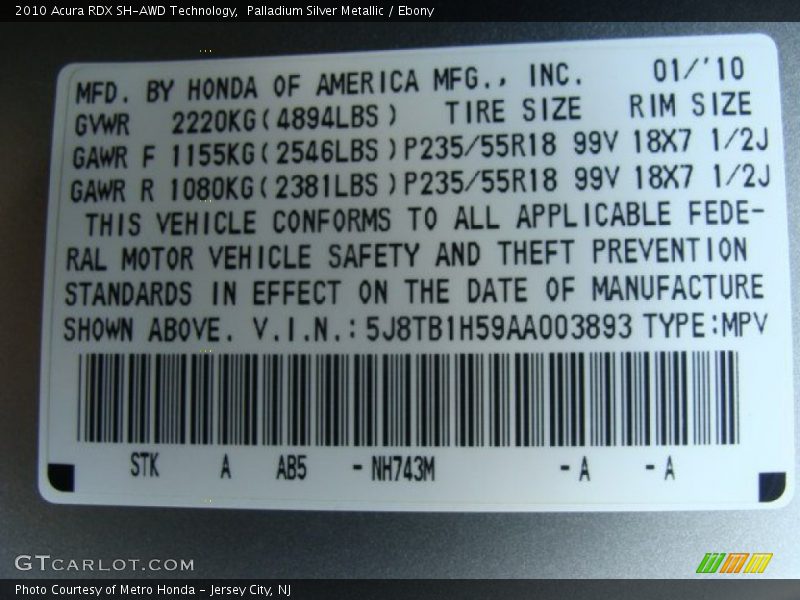 2010 Acura RDX SH-AWD Technology,  Palladium Silver Metallic / Ebony
MFD. BY HONDA OF AMERICA MFG., INC. 01/'10
GVWR 2220KG(4894LBS) TIRE SIZE RIM SIZE
GAWR F 1155KG(2546LBS)P235/55R18 99V 18X7 1/2J
GAWR R 1080KG(2381LBS)P235/55R18 99V 18X7 1/2J
THIS VEHICLE CONFORMS TO ALL APPLICABLE FEDE-
RAL MOTOR VEHICLE SAFETY AND THEFT PREVENTION
STANDARDS IN EFFECT ON THE DATE OF MANUFACTURE
SHOWN ABOVE. V.I.N.:5J8TB1H59AA003893 TYPE:MPV
STK A AB5 -NH743M -A -A
GTCARLOT.COM
Photo Courtesy of Metro Honda - Jersey City, NJ